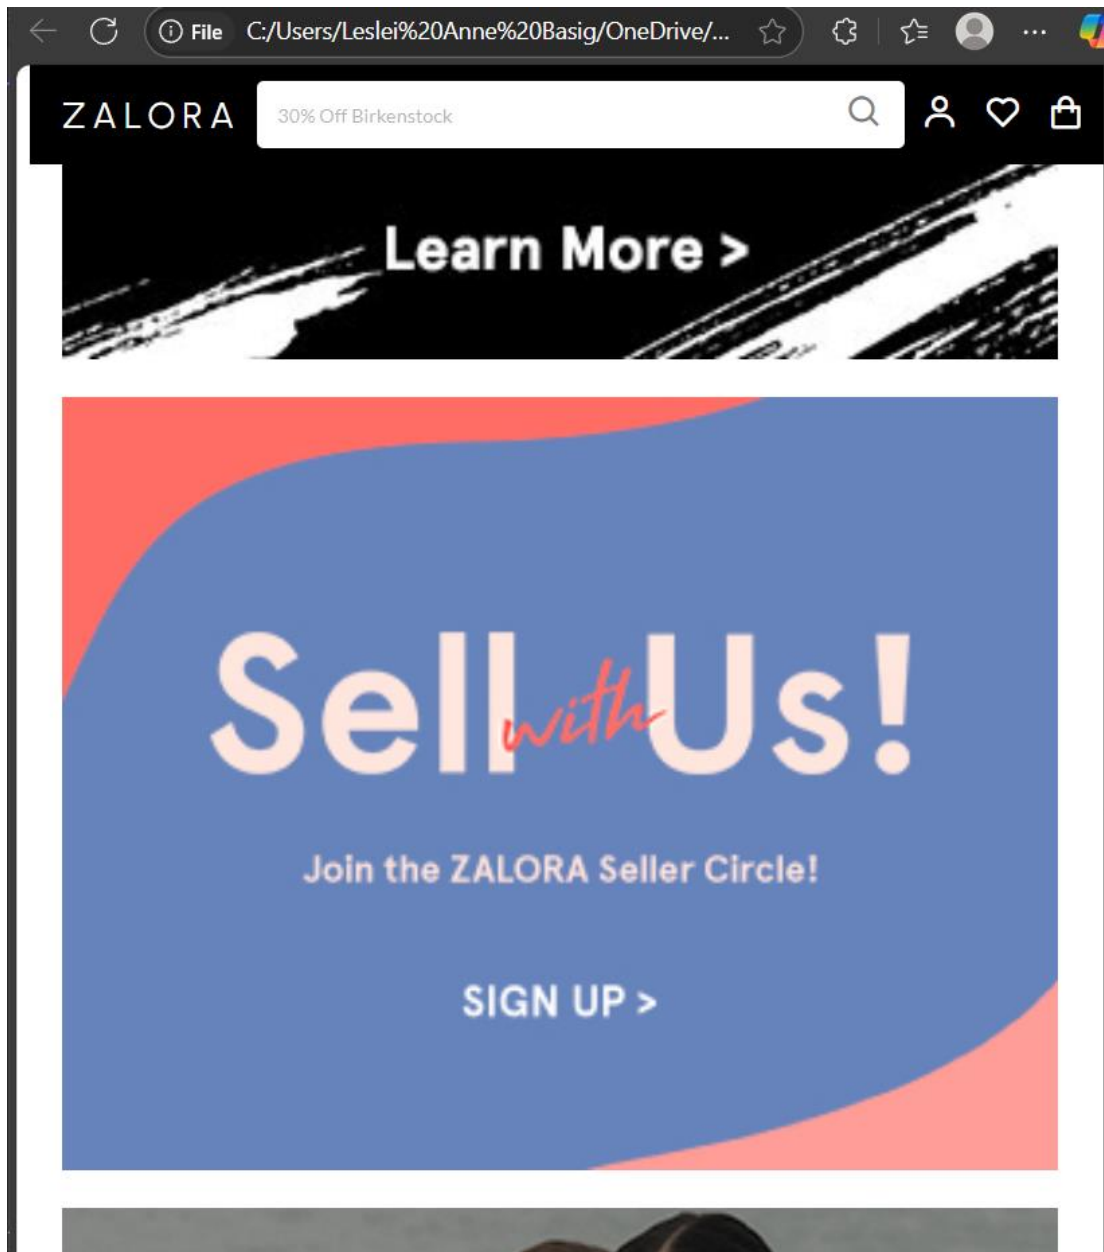 File C:/Users/Leslei%20Anne%20Basig/OneDrive/...
ZALORA 30% Off Birkenstock
Learn More >
Sell with Us!
Join the ZALORA Seller Circle!
SIGN UP >